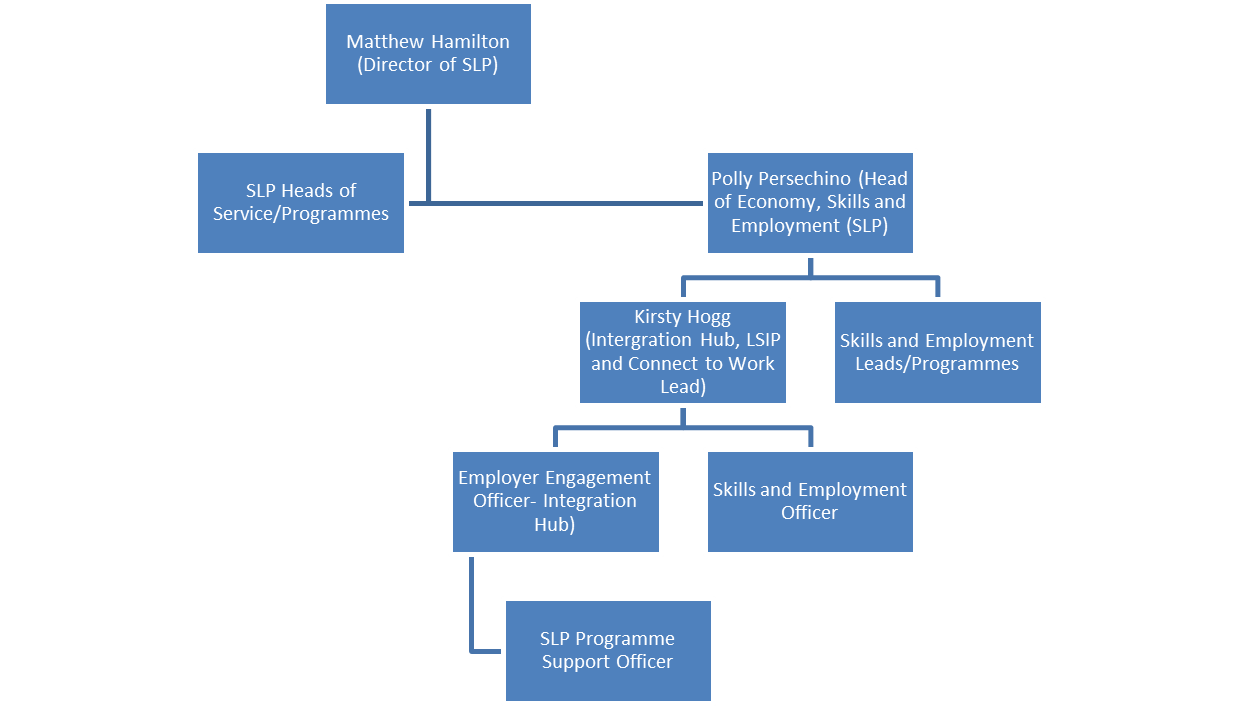 Matthew Hamilton
(Director of SLP)
SLP Heads of
Service/Programmes
Polly Persechino (Head
of Economy, Skills and
Employment (SLP)
Kirsty Hogg
(Intergration Hub, LSIP
and Connect to Work
Lead)
Skills and Employment
Leads/Programmes
Employer Engagement
Officer- Integration
Hub)
Skills and Employment
Officer
SLP Programme
Support Officer